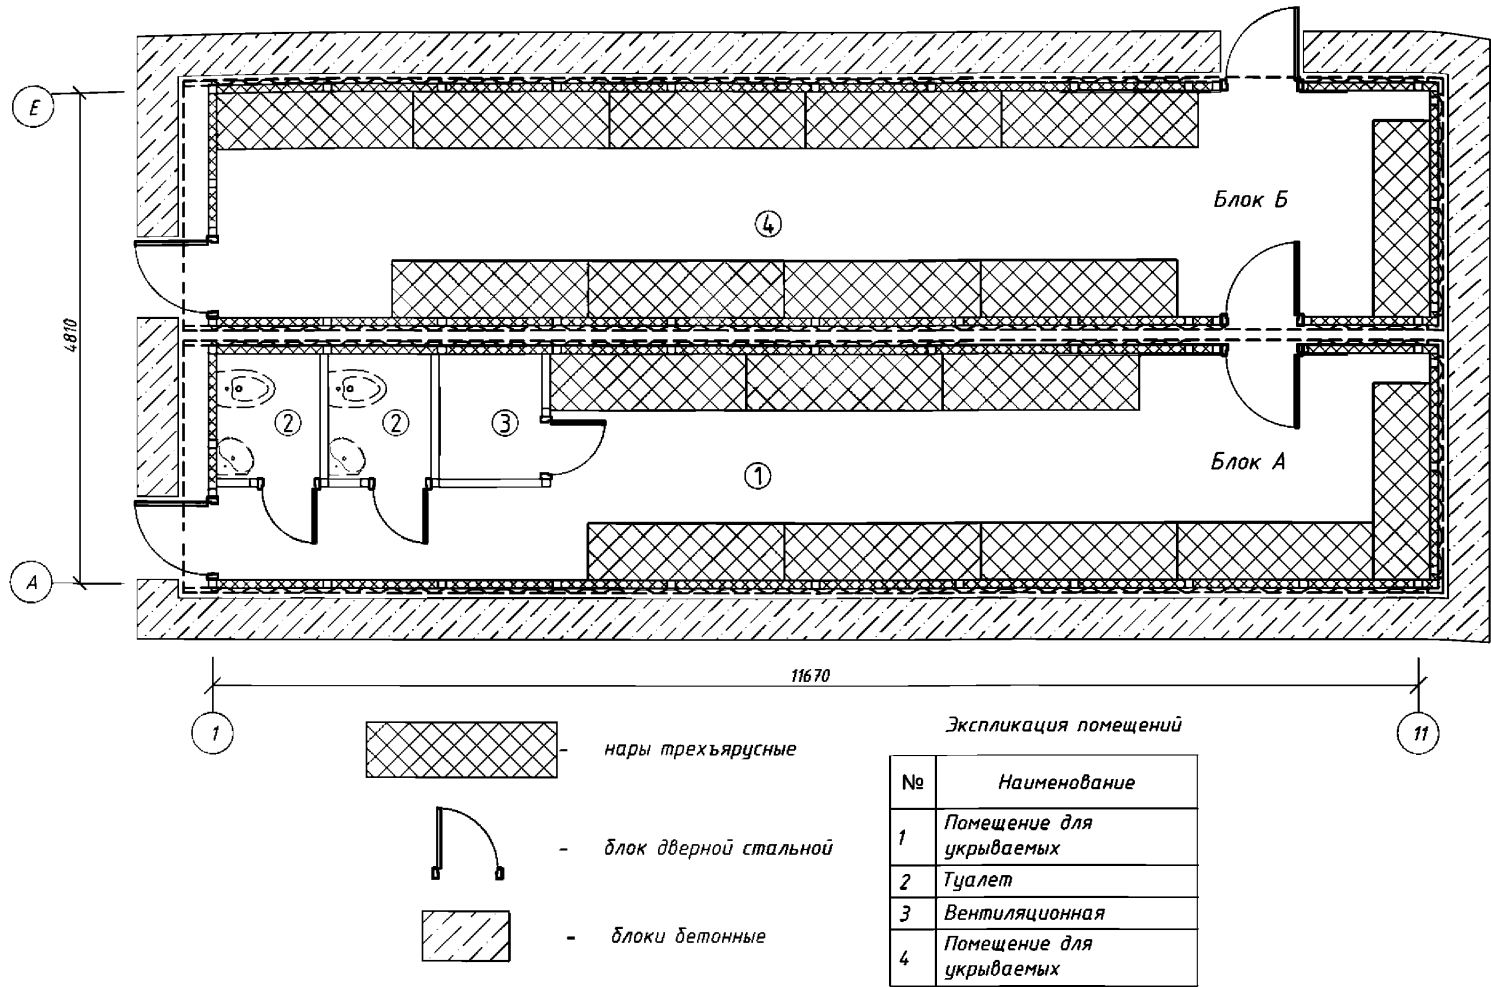 Е
Блок Б
4
4810
2
2
3
Блок А
1
А
11670
1
11
нары трехъярусные
блок дверной стальной
блоки бетонные
Экспликация помещений
№ Наименование
1 Помещение для
укрываемых
2 Туалет
3 Вентиляционная
4 Помещение для
укрываемых